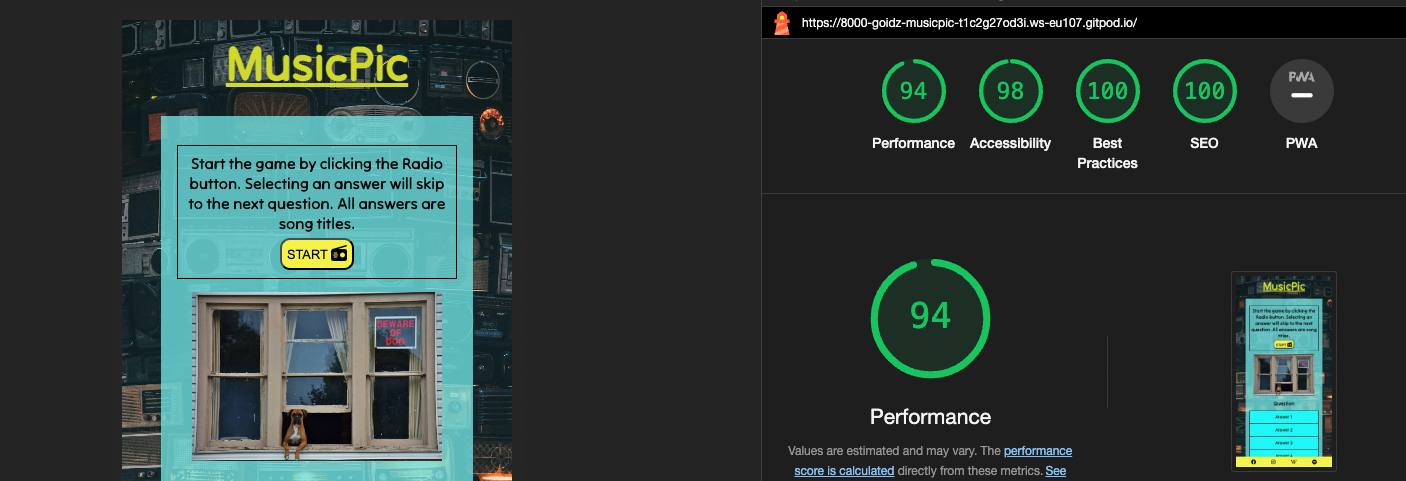 MusicPic
Start the game by clicking the Radio
button. Selecting an answer will skip
to the next question. All answers are
song titles.
START
BEWARE
OF
DOG
https://8000-goidz-musicpic-t1c2g27od3i.ws-eu107.gitpod.io/
94
98
100
100
PWA
Performance
Accessibility
Best
Practices
SEO
PWA
94
Performance
Values are estimated and may vary. The performance
score is calculated directly from these metrics. See
MusicPic
Start the game by clicking the
Radio button. Selecting an
answer will skip to the next
question. All answers are song
titles.
START
Question
Answer 1
Answer 2
Answer 3